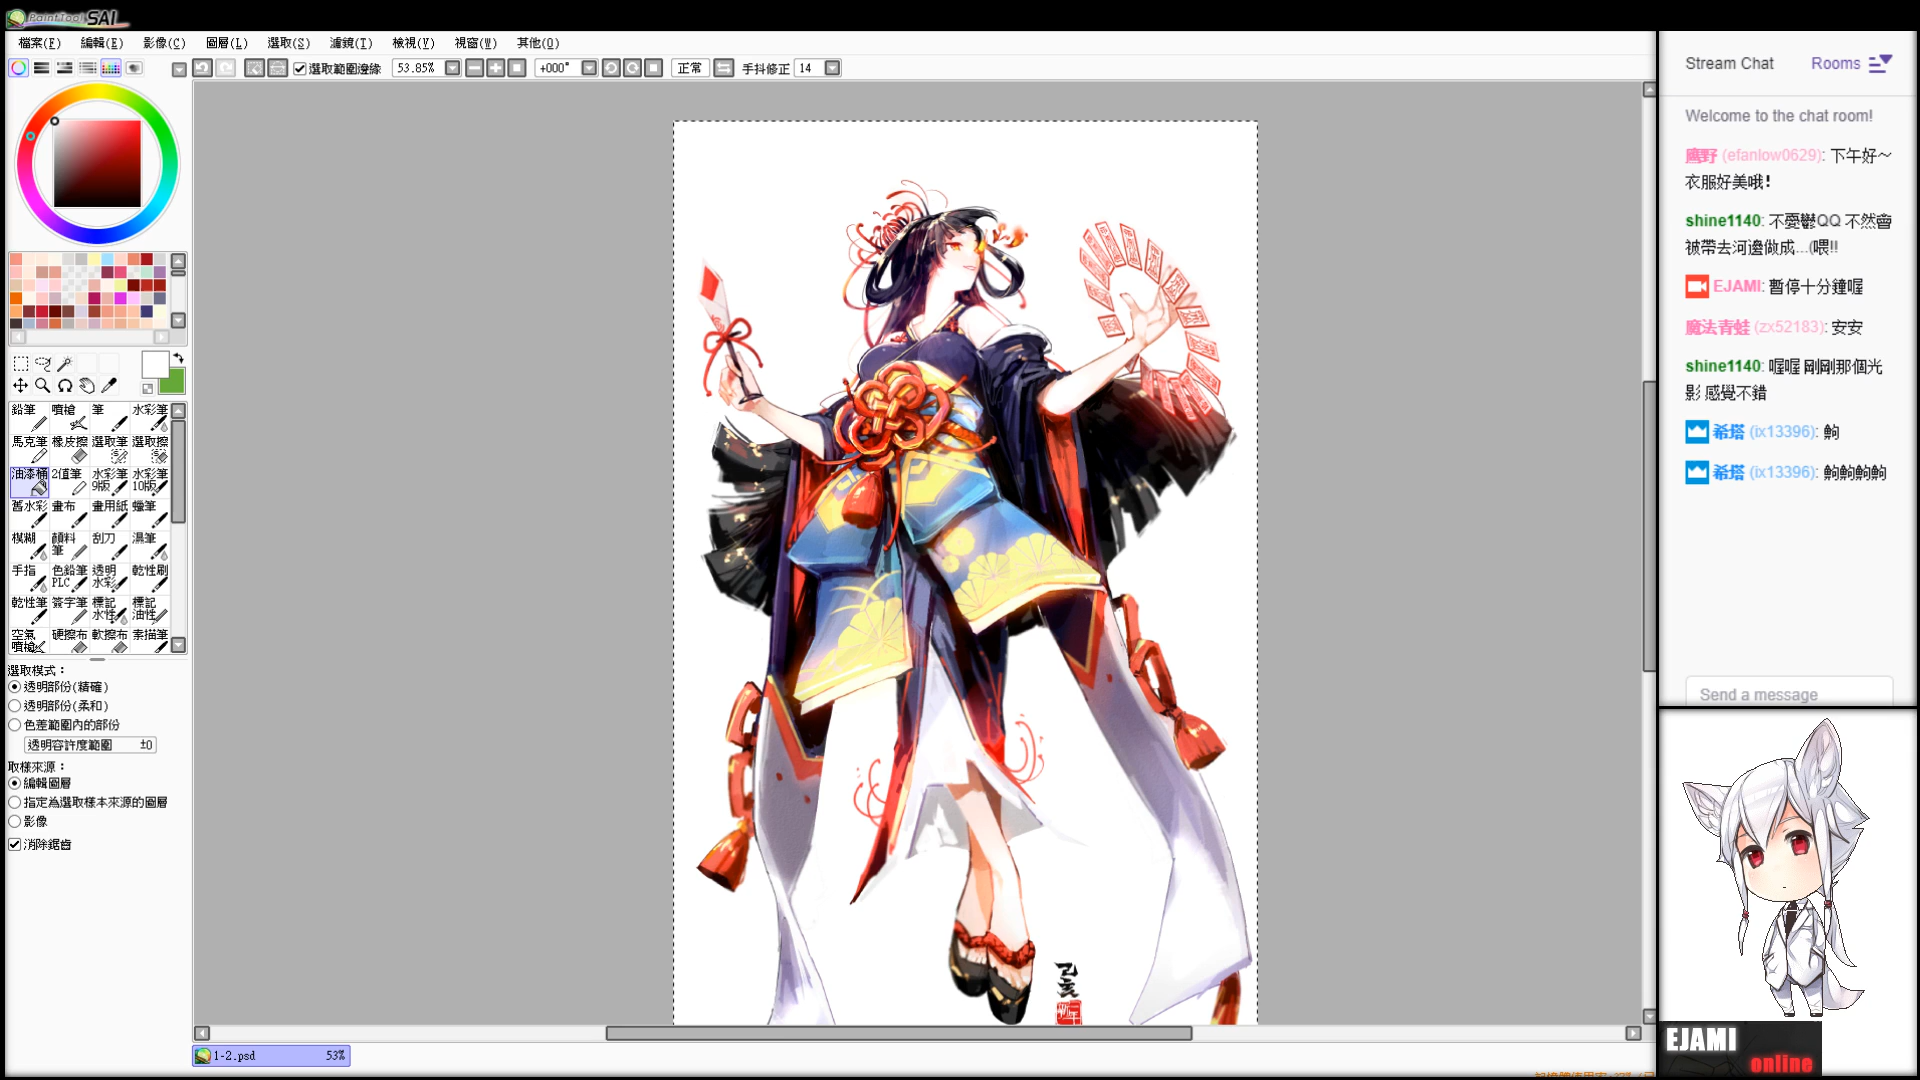 PaintTool SAI
檔案(F) 編輯(E) 影像(C) 圖層(L) 選取(S) 濾鏡(T) 檢視(V) 視窗(W) 其他(O)
選取範圍邊緣 53.85% +000° 正常 手抖修正 14
鉛筆 噴槍 筆 水彩筆
馬克筆 橡皮擦 選取筆 選取擦
油漆桶 2值筆 水彩筆 9版 水彩筆 10版
舊水彩 畫布 畫用紙 蠟筆
模糊 顏料筆 刮刀 濕筆
手指 色鉛筆 PLC 透明水彩 乾性刷
乾性筆 簽字筆 標記水性 標記油性
空氣噴槍 硬擦布 軟擦布 素描筆
選取模式：
透明部份(精確)
透明部份(柔和)
色差範圍內的部份
透明容許度範圍 ±0
取樣來源：
編輯圖層
指定為選取樣本來源的圖層
影像
消除鋸齒
己亥
1-2.psd 53%
Stream Chat Rooms
Welcome to the chat room!
鷹野 (efanlow0629): 下午好～
衣服好美哦!
shine1140: 不憂鬱QQ 不然會
被帶去河邊做成...(喂!!
EJAMI: 暫停十分鐘喔
魔法青蛙 (zx52183): 安安
shine1140: 喔喔 剛剛那個光
影 感覺不錯
希塔 (ix13396): 齁
希塔 (ix13396): 齁齁齁齁
Send a message
EJAMI
online